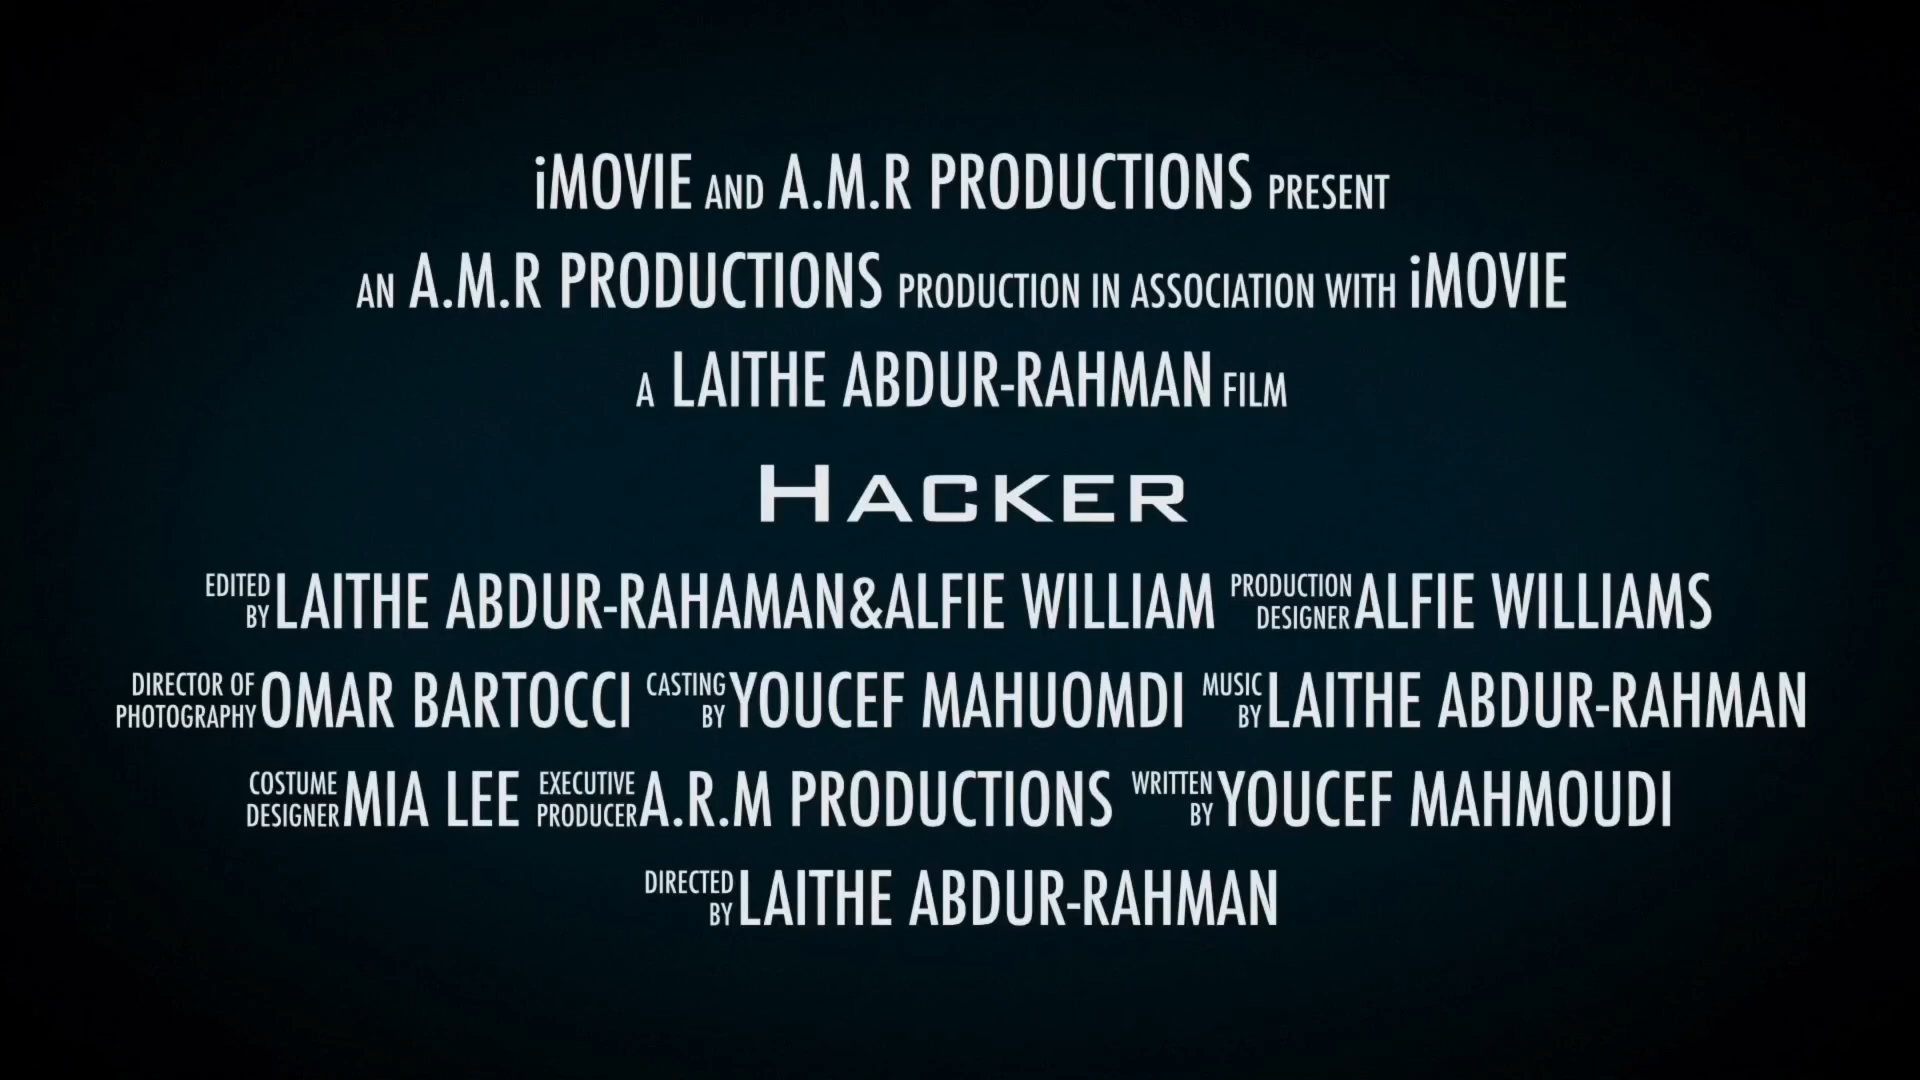 iMOVIE AND A.M.R PRODUCTIONS PRESENT
AN A.M.R PRODUCTIONS PRODUCTION IN ASSOCIATION WITH iMOVIE
A LAITHE ABDUR-RAHMAN FILM
HACKER
EDITED BY LAITHE ABDUR-RAHAMAN&ALFIE WILLIAM PRODUCTION DESIGNER ALFIE WILLIAMS
DIRECTOR OF PHOTOGRAPHY OMAR BARTOCCI CASTING BY YOUCEF MAHUOMDI MUSIC BY LAITHE ABDUR-RAHMAN
COSTUME DESIGNER MIA LEE EXECUTIVE PRODUCER A.R.M PRODUCTIONS WRITTEN BY YOUCEF MAHMOUDI
DIRECTED BY LAITHE ABDUR-RAHMAN